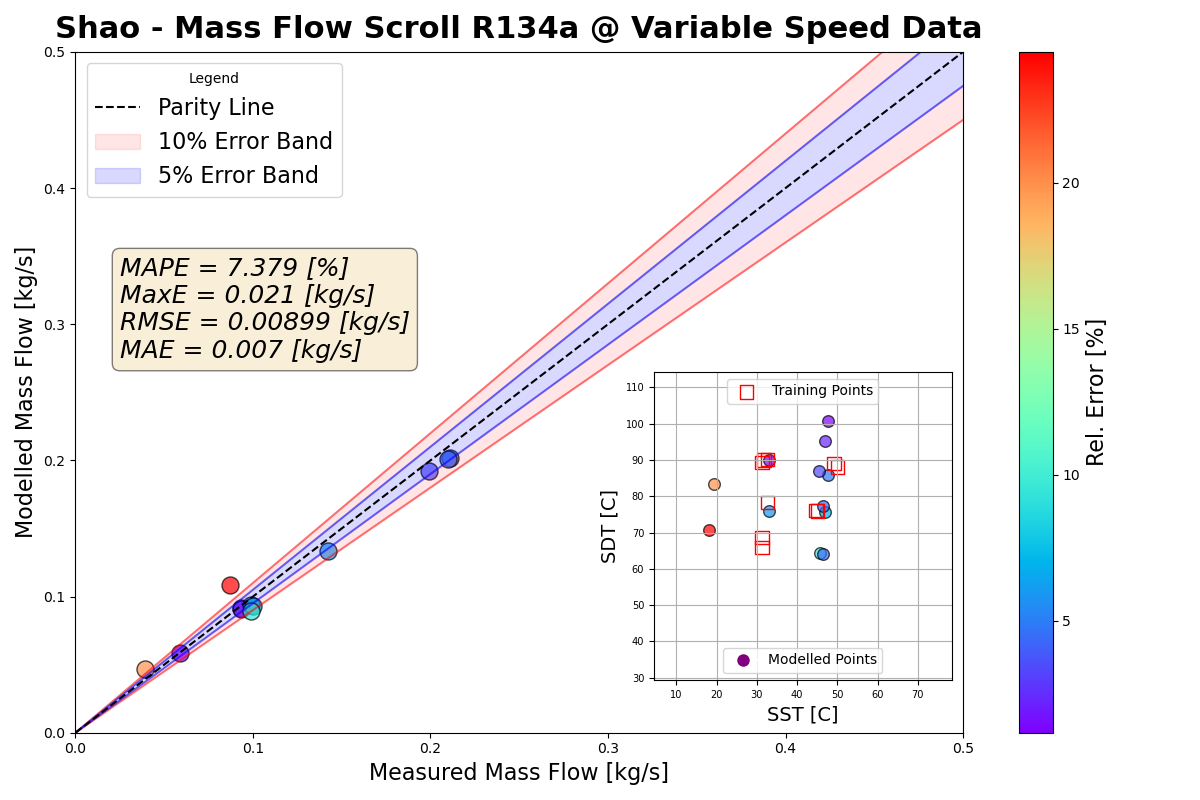 Shao - Mass Flow Scroll R134a @ Variable Speed Data
Legend
Parity Line
10% Error Band
5% Error Band
MAPE = 7.379 [%]
MaxE = 0.021 [kg/s]
RMSE = 0.00899 [kg/s]
MAE = 0.007 [kg/s]
Modelled Mass Flow [kg/s]
0.5
0.4
0.3
0.2
0.1
0.0
0.0 0.1 0.2 0.3 0.4 0.5
Measured Mass Flow [kg/s]
Training Points
Modelled Points
SDT [C]
110
100
90
80
70
60
50
40
30
10 20 30 40 50 60 70
SST [C]
20
15
10
5
Rel. Error [%]